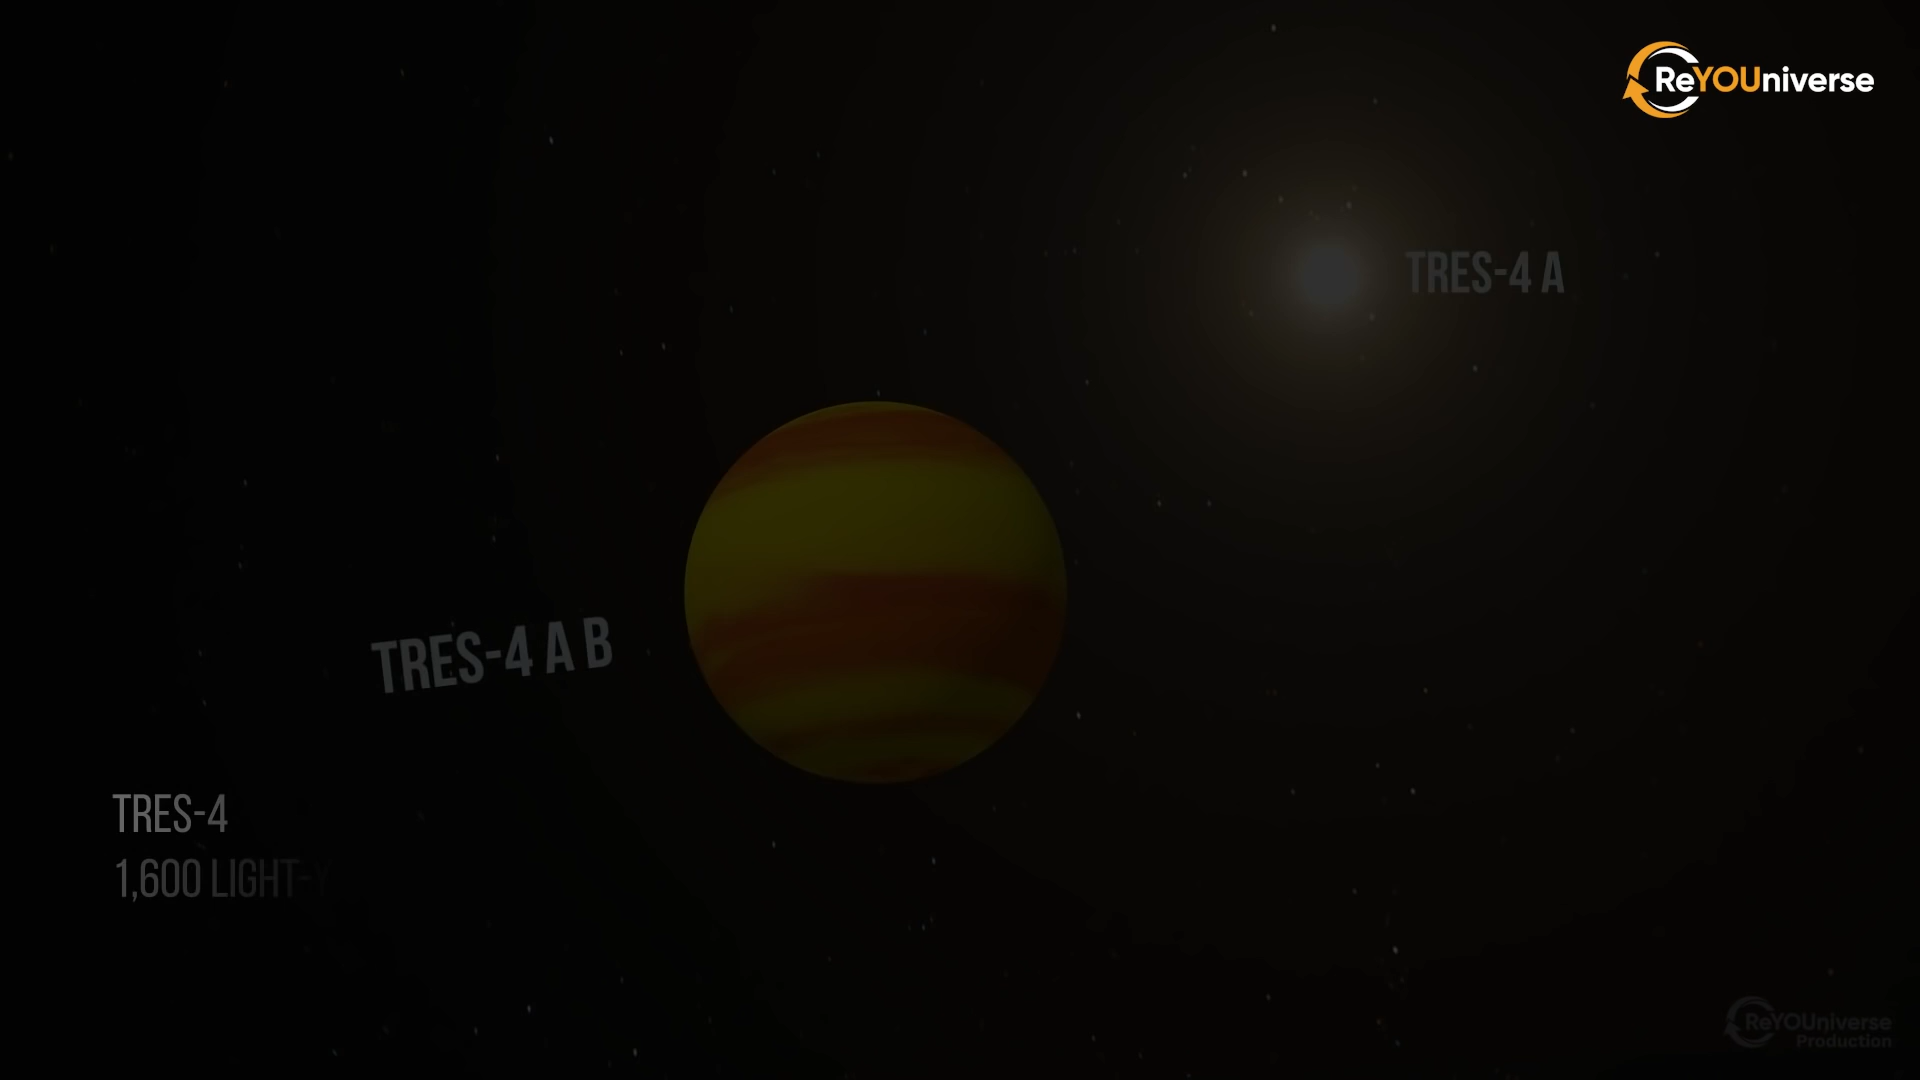 ReYOUniverse
TRES-4 A
TRES-4 A B
TRES-4
1,600 LIGHT-Y
ReYOUniverse
Production